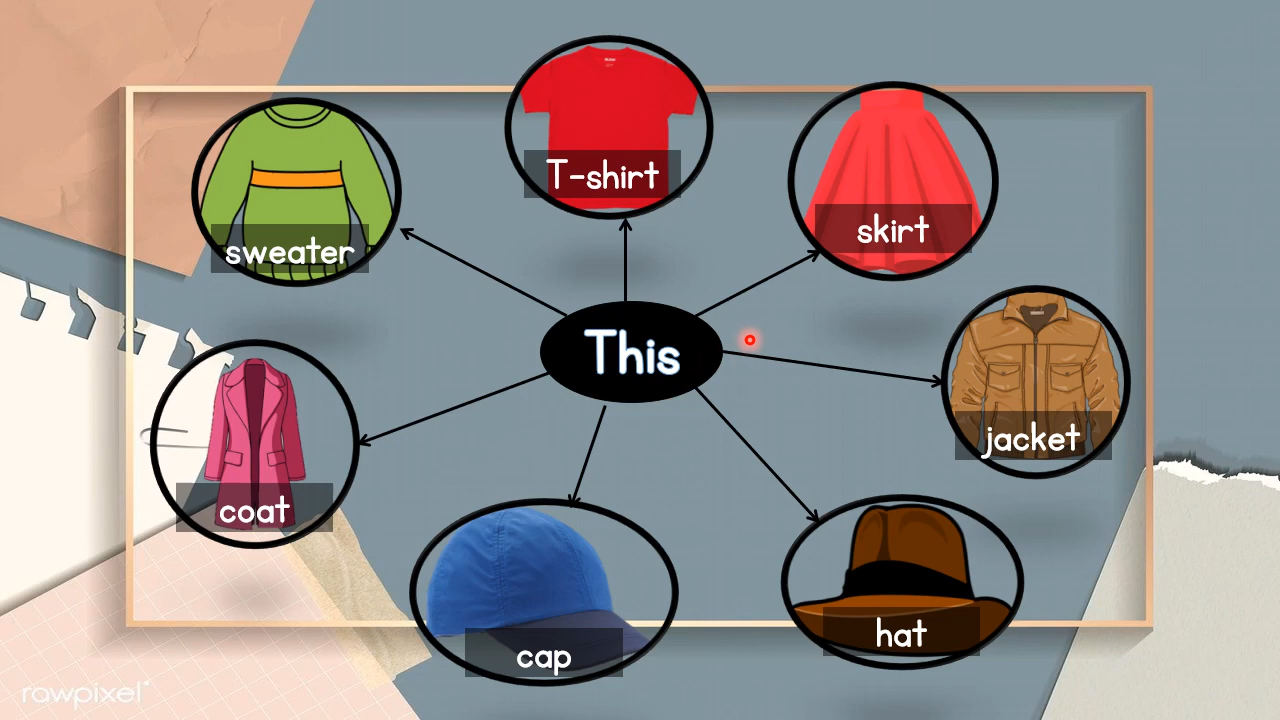 T-shirt
skirt
sweater
This
jacket
coat
hat
cap
rawpixel